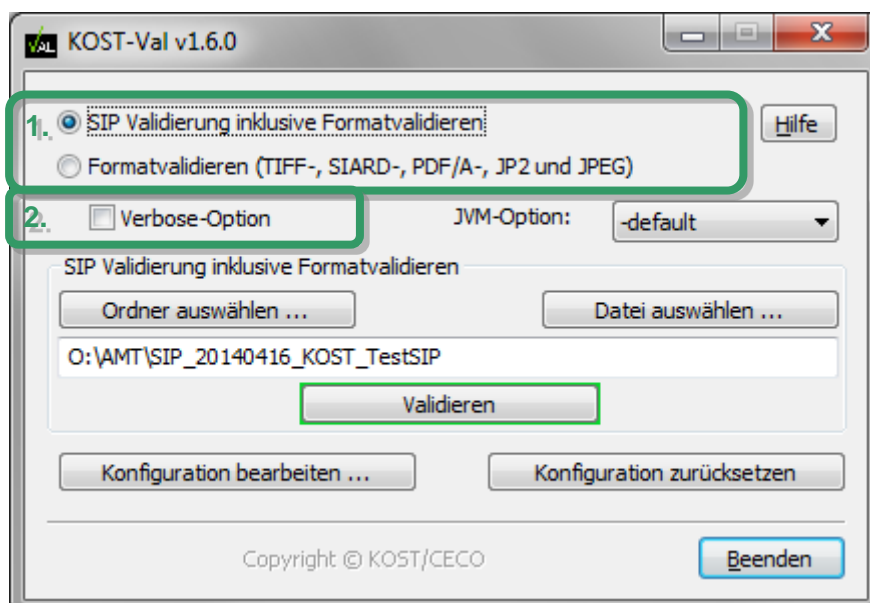 VAL KOST-Val v1.6.0
1. SIP Validierung inklusive Formatvalidieren
Hilfe
Formatvalidieren (TIFF-, SIARD-, PDF/A-, JP2 und JPEG)
2. Verbose-Option
JVM-Option:
-default
SIP Validierung inklusive Formatvalidieren
Ordner auswählen ...
Datei auswählen ...
O:\AMT\SIP_20140416_KOST_TestSIP
Validieren
Konfiguration bearbeiten ...
Konfiguration zurücksetzen
Copyright © KOST/CECO
Beenden